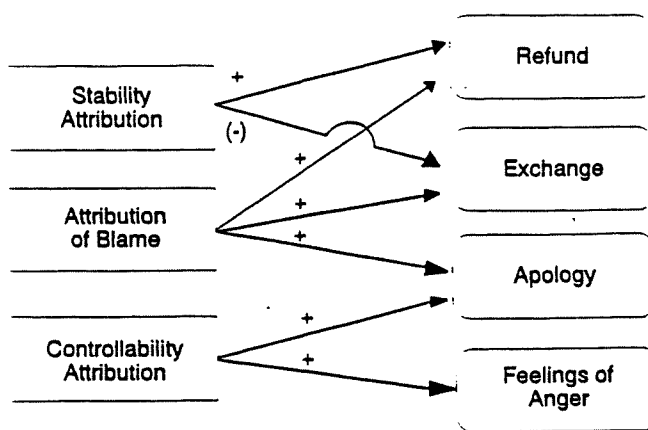 Refund
+
Stability
Attribution
(-)
+
Exchange
Attribution
of Blame
+
+
Apology
+
Controllability
Attribution
+
Feelings of
Anger